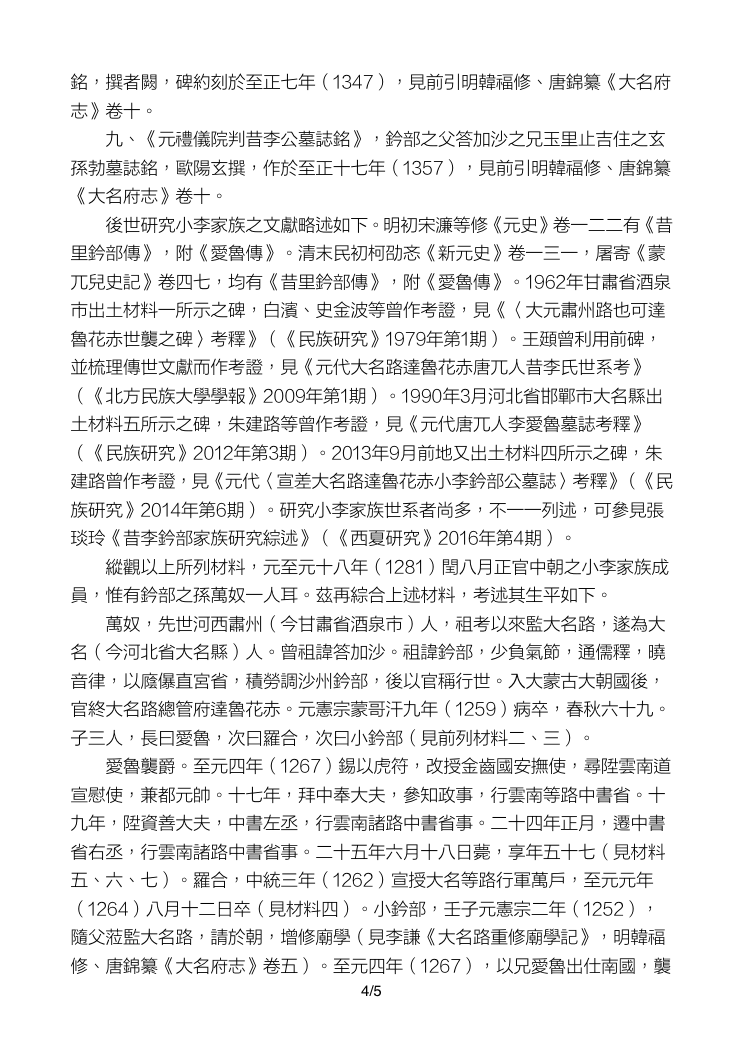 銘，撰者闕，碑約刻於至正七年（1347），見前引明韓福修、唐錦纂《大名府
志》卷十。
九、《元禮儀院判昔李公墓誌銘》，鈐部之父答加沙之兄玉里止吉住之玄
孫勃墓誌銘，歐陽玄撰，作於至正十七年（1357），見前引明韓福修、唐錦纂
《大名府志》卷十。
後世研究小李家族之文獻略述如下。明初宋濂等修《元史》卷一二二有《昔
里鈐部傳》，附《愛魯傳》。清末民初柯劭忞《新元史》卷一三一，屠寄《蒙
兀兒史記》卷四七，均有《昔里鈐部傳》，附《愛魯傳》。1962年甘肅省酒泉
市出土材料一所示之碑，白濱、史金波等曾作考證，見《〈大元肅州路也可達
魯花赤世襲之碑〉考釋》（《民族研究》1979年第1期）。王頲曾利用前碑，
並梳理傳世文獻而作考證，見《元代大名路達魯花赤唐兀人昔李氏世系考》
（《北方民族大學學報》2009年第1期）。1990年3月河北省邯鄲市大名縣出
土材料五所示之碑，朱建路等曾作考證，見《元代唐兀人李愛魯墓誌考釋》
（《民族研究》2012年第3期）。2013年9月前地又出土材料四所示之碑，朱
建路曾作考證，見《元代〈宣差大名路達魯花赤小李鈐部公墓誌〉考釋》（《民
族研究》2014年第6期）。研究小李家族世系者尚多，不一一列述，可參見張
琰玲《昔李鈐部家族研究綜述》（《西夏研究》2016年第4期）。
縱觀以上所列材料，元至元十八年（1281）閏八月正官中朝之小李家族成
員，惟有鈐部之孫萬奴一人耳。茲再綜合上述材料，考述其生平如下。
萬奴，先世河西肅州（今甘肅省酒泉市）人，祖考以來監大名路，遂為大
名（今河北省大名縣）人。曾祖諱答加沙。祖諱鈐部，少負氣節，通儒釋，曉
音律，以廕儤直宮省，積勞調沙州鈐部，後以官稱行世。入大蒙古大朝國後，
官終大名路總管府達魯花赤。元憲宗蒙哥汗九年（1259）病卒，春秋六十九。
子三人，長曰愛魯，次曰羅合，次曰小鈐部（見前列材料二、三）。
愛魯襲爵。至元四年（1267）錫以虎符，改授金齒國安撫使，尋陞雲南道
宣慰使，兼都元帥。十七年，拜中奉大夫，參知政事，行雲南等路中書省。十
九年，陞資善大夫，中書左丞，行雲南諸路中書省事。二十四年正月，遷中書
省右丞，行雲南諸路中書省事。二十五年六月十八日薨，享年五十七（見材料
五、六、七）。羅合，中統三年（1262）宣授大名等路行軍萬戶，至元元年
（1264）八月十二日卒（見材料四）。小鈐部，壬子元憲宗二年（1252），
隨父蒞監大名路，請於朝，增修廟學（見李謙《大名路重修廟學記》，明韓福
修、唐錦纂《大名府志》卷五）。至元四年（1267），以兄愛魯出仕南國，襲
4/5